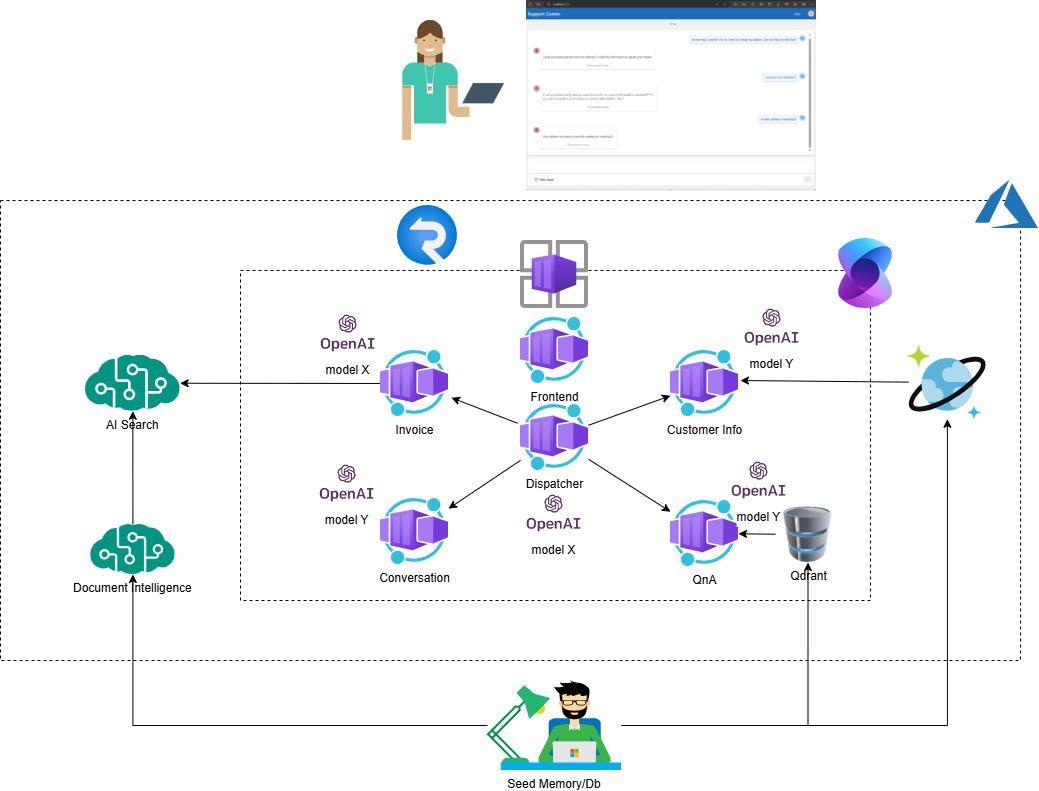 Support Center
OpenAI
model X
OpenAI
model Y
Frontend
AI Search
Invoice
Customer Info
Dispatcher
OpenAI
model Y
OpenAI
model Y
OpenAI
model X
Conversation
QnA
Qdrant
Document Intelligence
Seed Memory/Db